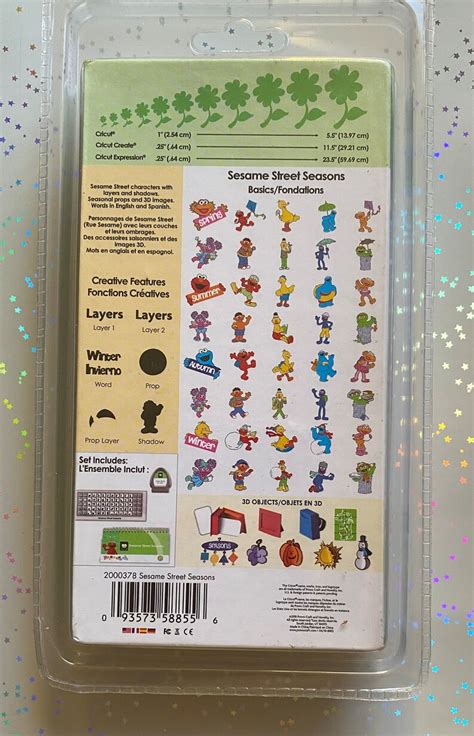 Cricut® 1" (2.54 cm) 5.5" (13.97 cm)
Cricut Create® .25" (.64 cm) 11.5" (29.21 cm)
Cricut Expression® .25" (.64 cm) 23.5" (59.69 cm)
Sesame Street characters with
layers and shadows.
Seasonal props and 3D images.
Words in English and Spanish.
Personnages de Sesame Street
(Rue Sesame) avec leurs couches
et leurs ombrages.
Des accessoires saisonniers et des
images 3D.
Mots en anglais et en espagnol.
Creative Features
Fonctions Créatives
Layers Layers
Layer 1 Layer 2
Winter
Invierno
Word Prop
Prop Layer Shadow
Set Includes:
L'Ensemble Inclut :
Sesame Street Seasons
Basics/Fondations
Spring
Summer
Autumn
Winter
3D OBJECTS/OBJETS EN 3D
SEASONS
2000378 Sesame Street Seasons
0 93573 58855 6
CE